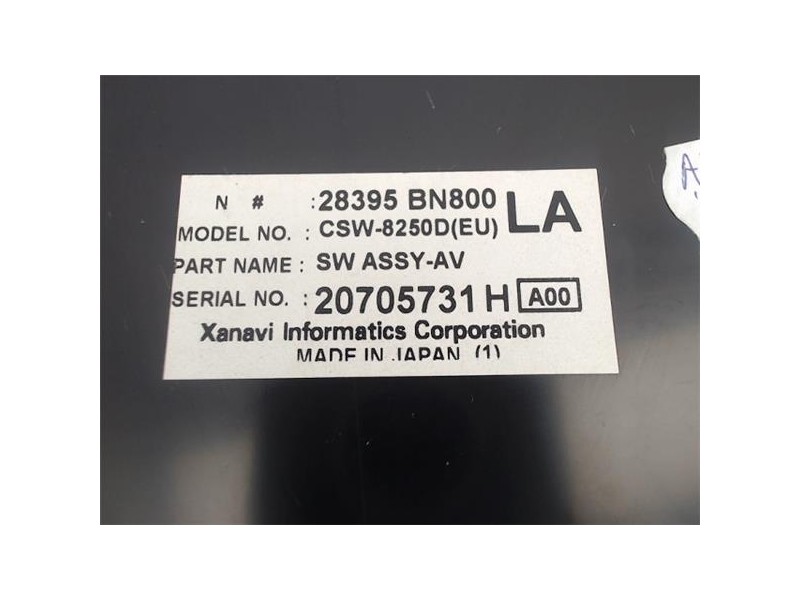 N # : 28395 BN800 LA
MODEL NO. : CSW-8250D(EU)
PART NAME : SW ASSY-AV
SERIAL NO. : 20705731 H A00
Xanavi Informatics Corporation
MADE IN JAPAN (1)
A